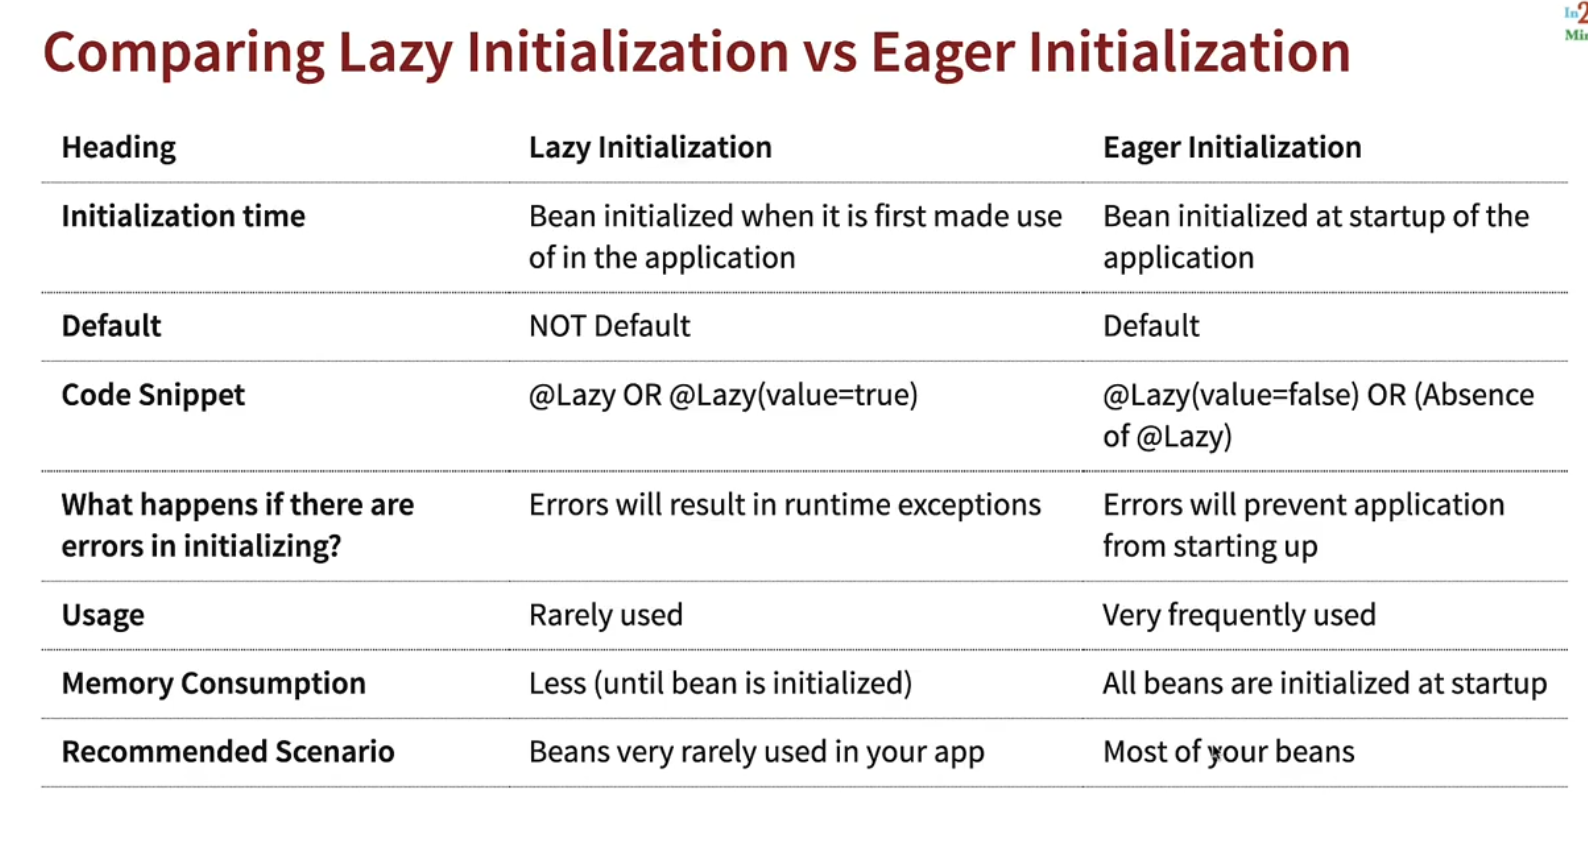 In2
Min
Comparing Lazy Initialization vs Eager Initialization
Heading
Lazy Initialization
Eager Initialization
Initialization time
Bean initialized when it is first made use
of in the application
Bean initialized at startup of the
application
Default
NOT Default
Default
Code Snippet
@Lazy OR @Lazy(value=true)
@Lazy(value=false) OR (Absence
of @Lazy)
What happens if there are
errors in initializing?
Errors will result in runtime exceptions
Errors will prevent application
from starting up
Usage
Rarely used
Very frequently used
Memory Consumption
Less (until bean is initialized)
All beans are initialized at startup
Recommended Scenario
Beans very rarely used in your app
Most of your beans